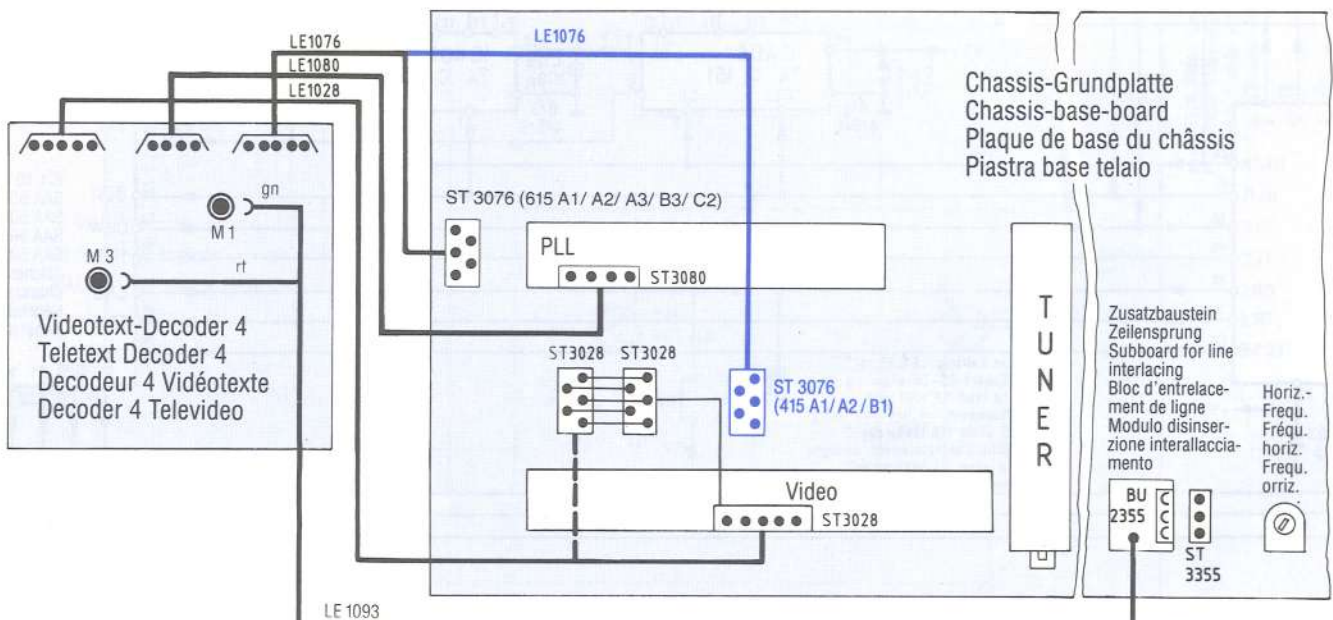 LE1076
LE1080
LE1028
LE1076
Chassis-Grundplatte
Chassis-base-board
Plaque de base du châssis
Piastra base telaio
gn
M 1
M 3
rt
Videotext-Decoder 4
Teletext Decoder 4
Decodeur 4 Vidéotexte
Decoder 4 Televideo
ST 3076 (615 A1/ A2/ A3/ B3/ C2)
PLL
ST3080
ST3028 ST3028
ST 3076
(415 A1/ A2 / B1)
Video
ST3028
TUNER
Zusatzbaustein
Zeilensprung
Subboard for line
interlacing
Bloc d'entrelace-
ment de ligne
Modulo disinser-
zione interallaccia-
mento
BU
2355
ST
3355
Horiz.-
Frequ.
Fréqu.
horiz.
Frequ.
orriz.
LE 1093